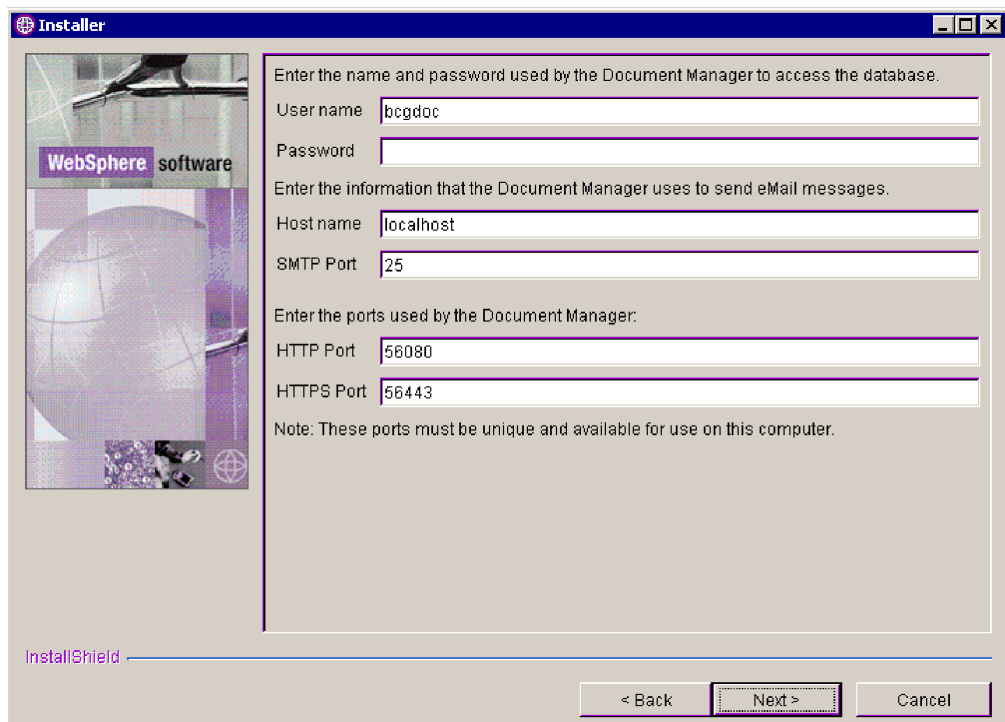 Installer
WebSphere software
Enter the name and password used by the Document Manager to access the database.
User name bcgdoc
Password
Enter the information that the Document Manager uses to send eMail messages.
Host name localhost
SMTP Port 25
Enter the ports used by the Document Manager:
HTTP Port 56080
HTTPS Port 56443
Note: These ports must be unique and available for use on this computer.
InstallShield
< Back Next > Cancel